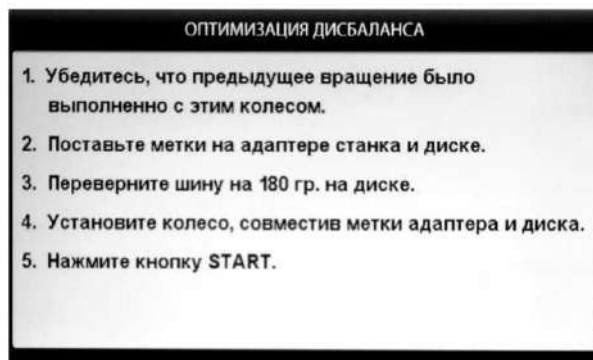 ОПТИМИЗАЦИЯ ДИСБАЛАНСА
1. Убедитесь, что предыдущее вращение было
выполненно с этим колесом.
2. Поставьте метки на адаптере станка и диске.
3. Переверните шину на 180 гр. на диске.
4. Установите колесо, совместив метки адаптера и диска.
5. Нажмите кнопку START.